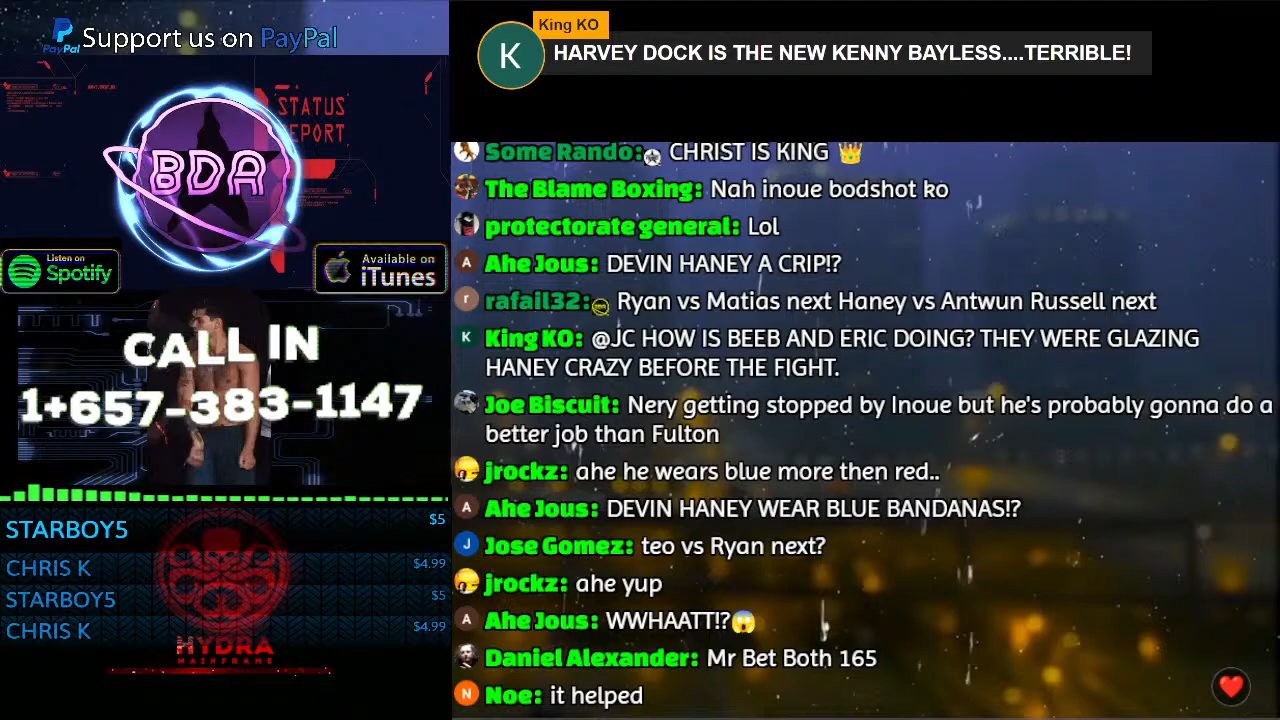 PayPal
Support us on PayPal
STATUS
REPORT
BDA
Listen on
Spotify
Available on
iTunes
CALL IN
1+657-383-1147
STARBOY5 $5
CHRIS K $4.99
STARBOY5 $5
CHRIS K $4.99
HYDRA
MAINFRAME
King KO
K
HARVEY DOCK IS THE NEW KENNY BAYLESS....TERRIBLE!
Some Rando: CHRIST IS KING 👑
The Blame Boxing: Nah inoue bodshot ko
protectorate general: Lol
A Ahe Jous: DEVIN HANEY A CRIP!?
r rafail32: Ryan vs Matias next Haney vs Antwun Russell next
K King KO: @JC HOW IS BEEB AND ERIC DOING? THEY WERE GLAZING
HANEY CRAZY BEFORE THE FIGHT.
Joe Biscuit: Nery getting stopped by Inoue but he's probably gonna do a
better job than Fulton
jrockz: ahe he wears blue more then red..
A Ahe Jous: DEVIN HANEY WEAR BLUE BANDANAS!?
J Jose Gomez: teo vs Ryan next?
jrockz: ahe yup
A Ahe Jous: WWHAATT!?😱
Daniel Alexander: Mr Bet Both 165
N Noe: it helped